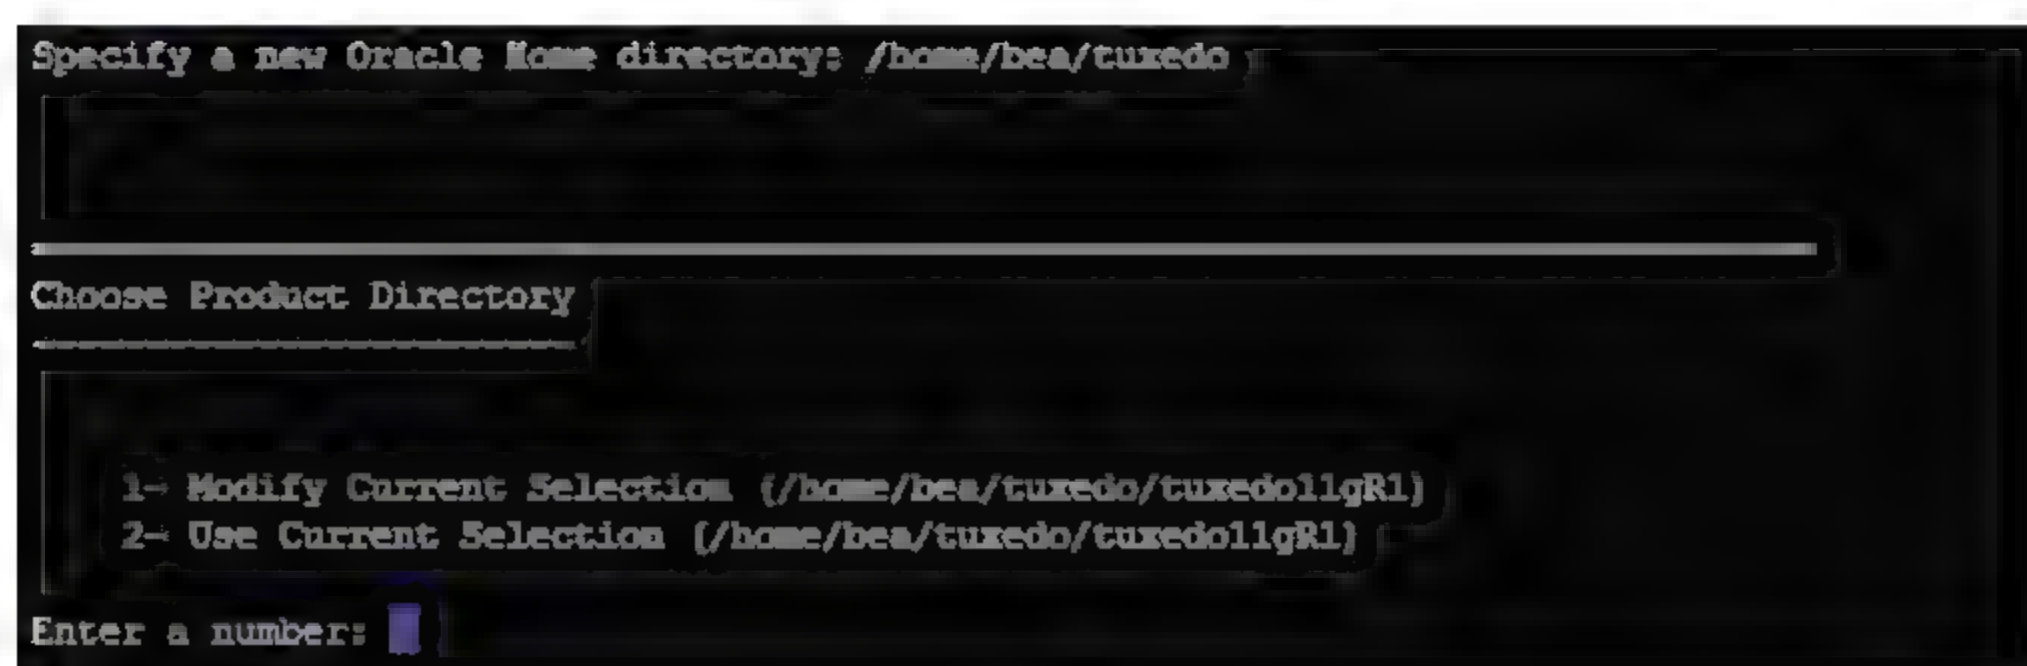 Specify a new Oracle Home directory: /home/bea/tuxedo
Choose Product Directory
1- Modify Current Selection (/home/bea/tuxedo/tuxedo11gR1)
2- Use Current Selection (/home/bea/tuxedo/tuxedo11gR1)
Enter a number: